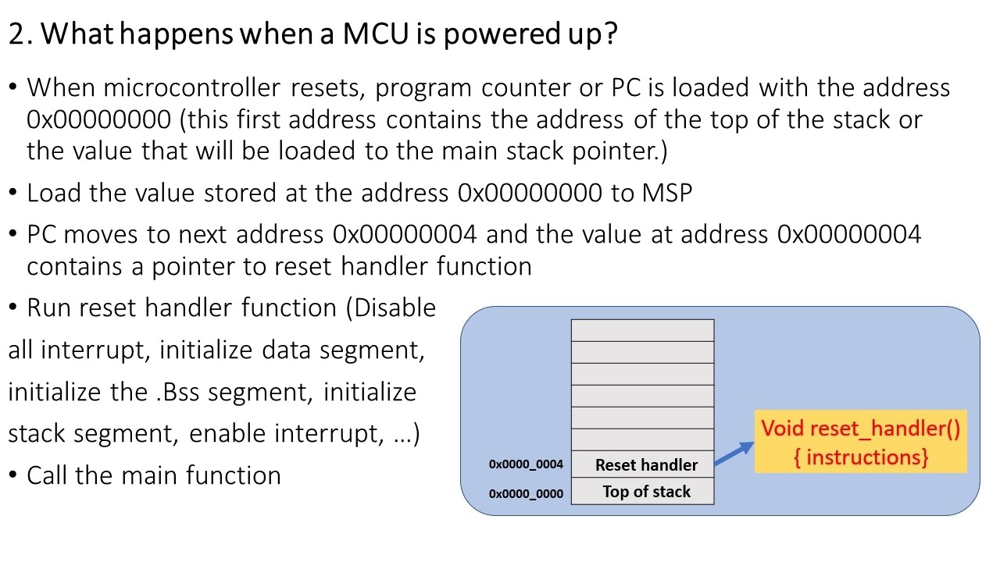 2. What happens when a MCU is powered up?
• When microcontroller resets, program counter or PC is loaded with the address
0x00000000 (this first address contains the address of the top of the stack or
the value that will be loaded to the main stack pointer.)
• Load the value stored at the address 0x00000000 to MSP
• PC moves to next address 0x00000004 and the value at address 0x00000004
contains a pointer to reset handler function
• Run reset handler function (Disable
all interrupt, initialize data segment,
initialize the .Bss segment, initialize
stack segment, enable interrupt, ...)
• Call the main function
0x0000_0004 Reset handler
0x0000_0000 Top of stack
Void reset_handler()
{ instructions}